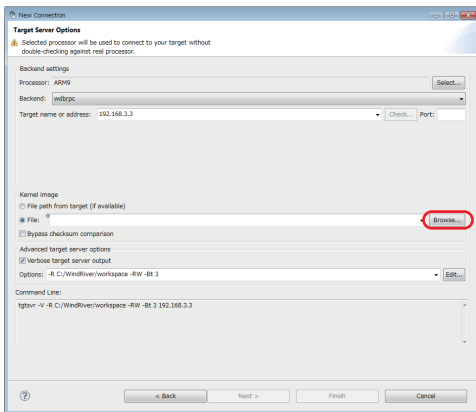 New Connection
Target Server Options
Selected processor will be used to connect to your target without
double-checking against real processor.
Backend settings
Processor: ARM9 Select...
Backend: wdbrpc
Target name or address: 192.168.3.3 Check... Port:
Kernel image
File path from target (if available)
File: Browse...
Bypass checksum comparison
Advanced target server options
Verbose target server output
Options: -R C:/WindRiver/workspace -RW -Bt 3 Edit...
Command Line:
tgtsvr -V -R C:/WindRiver/workspace -RW -Bt 3 192.168.3.3
? < Back Next > Finish Cancel